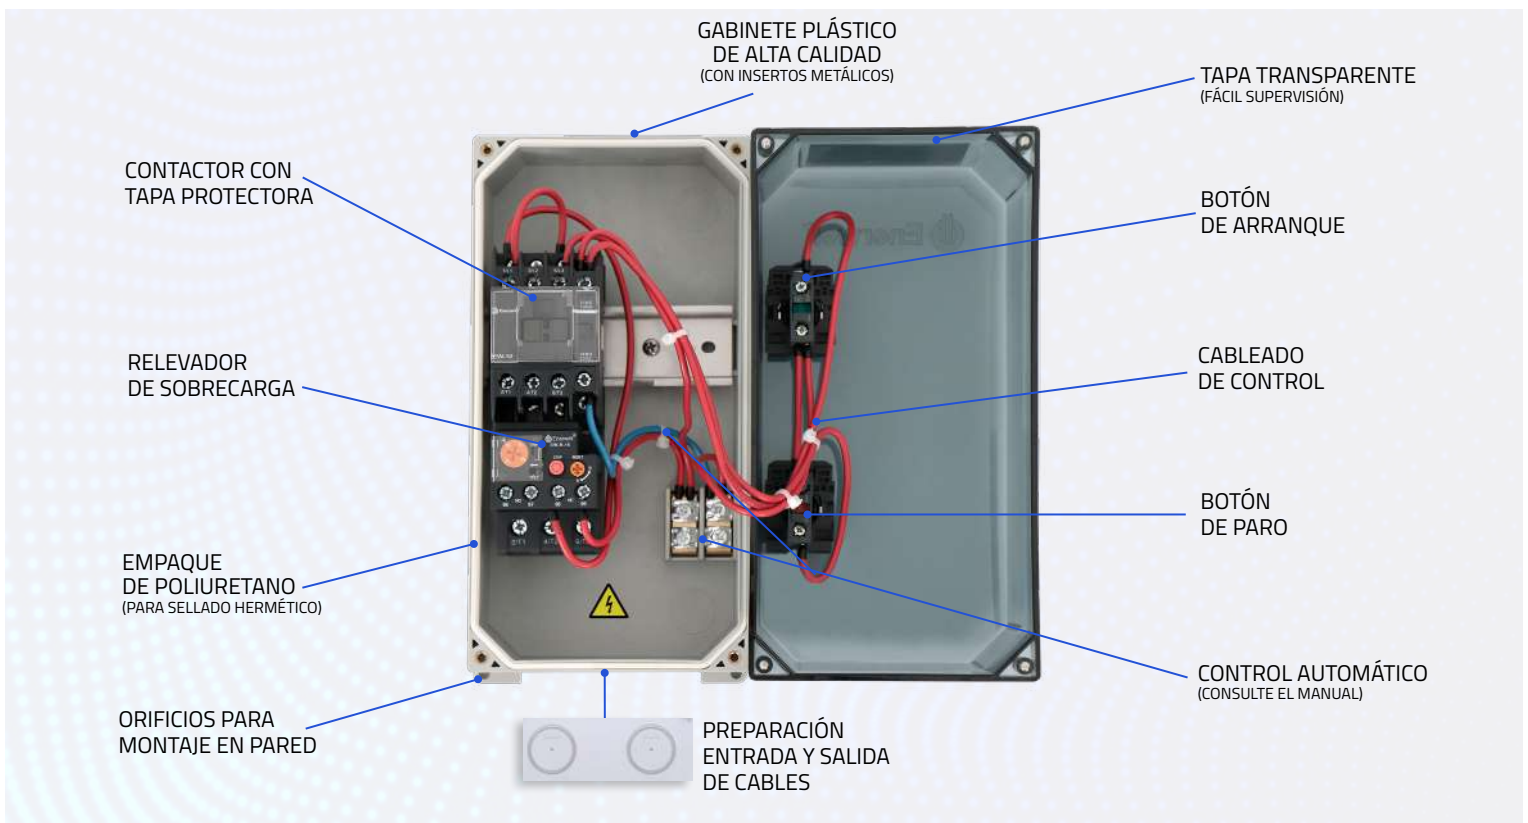 GABINETE PLÁSTICO
DE ALTA CALIDAD
(CON INSERTOS METÁLICOS)
TAPA TRANSPARENTE
(FÁCIL SUPERVISIÓN)
CONTACTOR CON
TAPA PROTECTORA
BOTÓN
DE ARRANQUE
RELEVADOR
DE SOBRECARGA
CABLEADO
DE CONTROL
BOTÓN
DE PARO
EMPAQUE
DE POLIURETANO
(PARA SELLADO HERMÉTICO)
CONTROL AUTOMÁTICO
(CONSULTE EL MANUAL)
ORIFICIOS PARA
MONTAJE EN PARED
PREPARACIÓN
ENTRADA Y SALIDA
DE CABLES